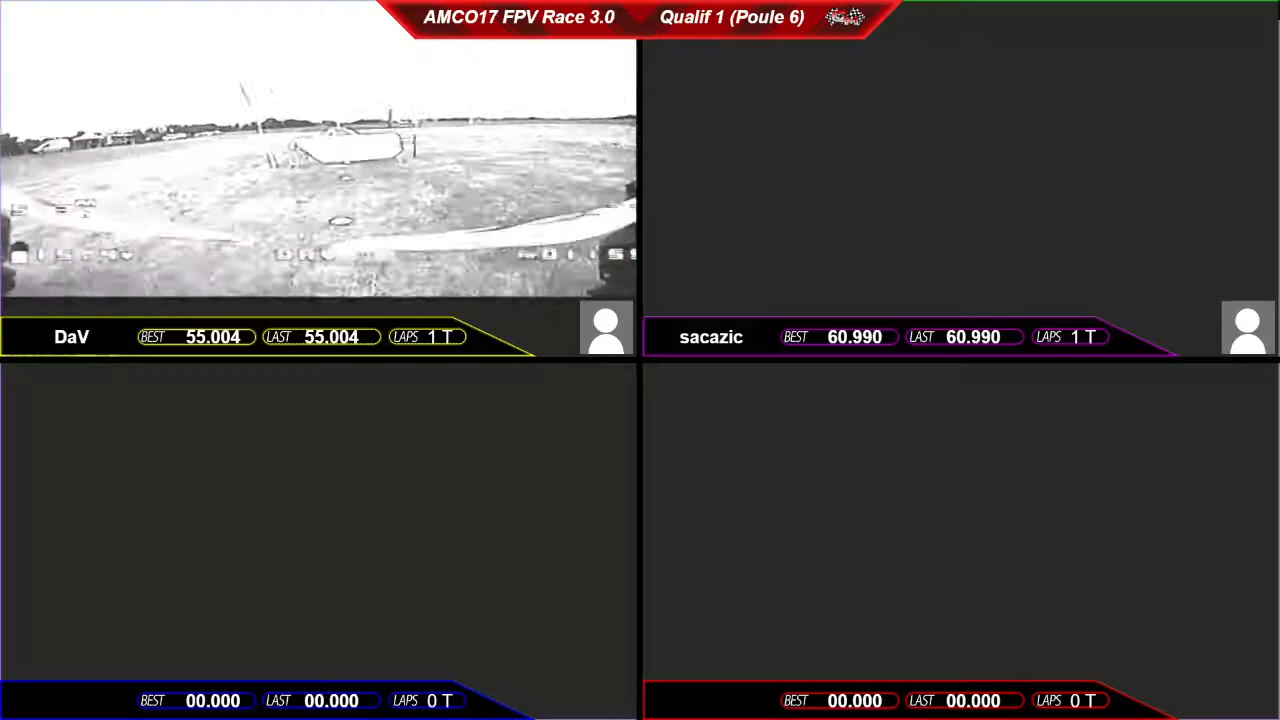 AMCO17 FPV Race 3.0 Qualif 1 (Poule 6)
DaV BEST 55.004 LAST 55.004 LAPS 1 T
sacazic BEST 60.990 LAST 60.990 LAPS 1 T
BEST 00.000 LAST 00.000 LAPS 0 T
BEST 00.000 LAST 00.000 LAPS 0 T